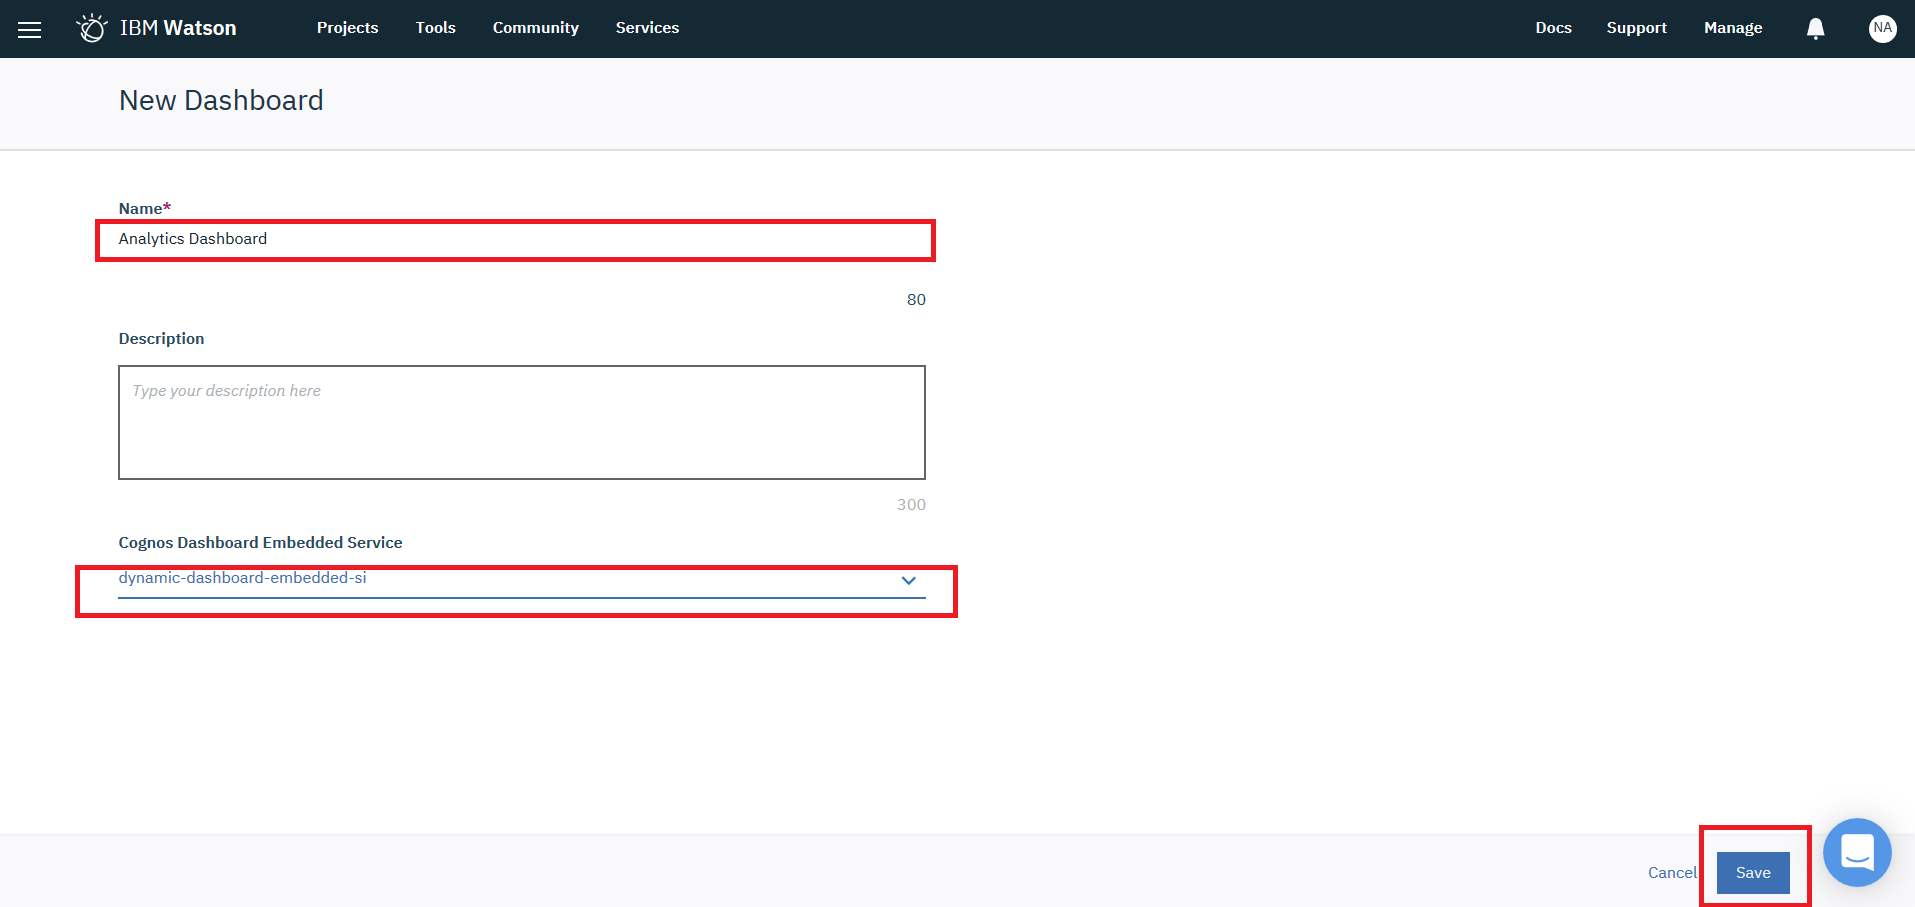 IBM Watson Projects Tools Community Services Docs Support Manage NA
New Dashboard
Name*
Analytics Dashboard
80
Description
Type your description here
300
Cognos Dashboard Embedded Service
dynamic-dashboard-embedded-si
Cancel Save